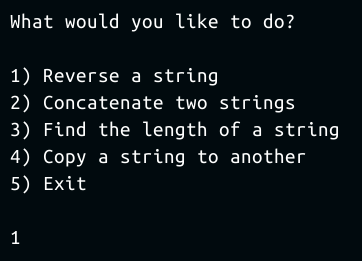 What would you like to do?
1) Reverse a string
2) Concatenate two strings
3) Find the length of a string
4) Copy a string to another
5) Exit
1